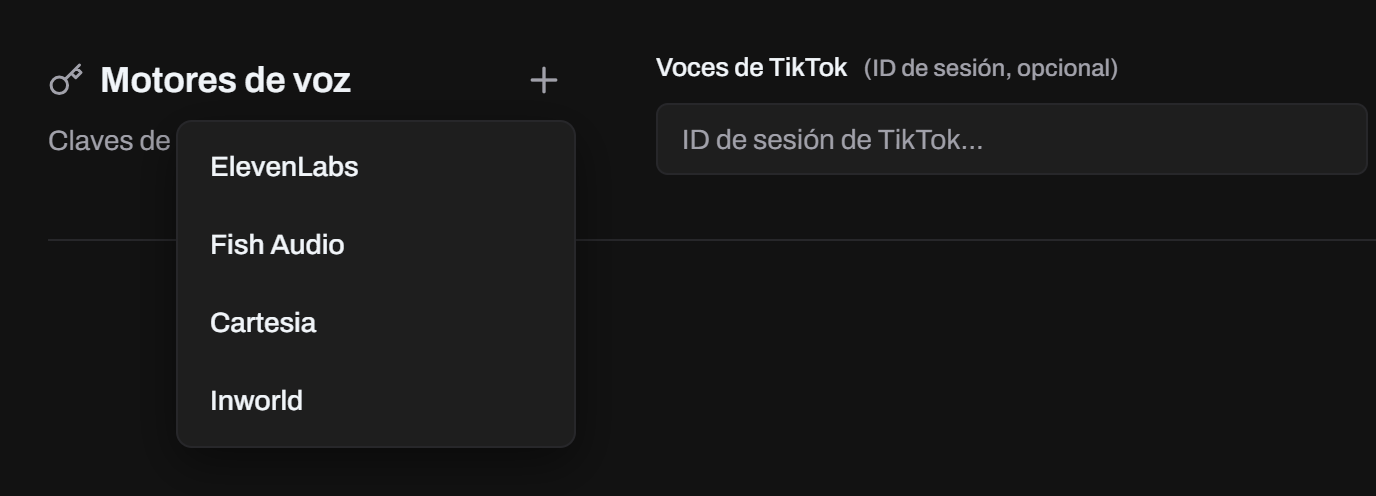 Motores de voz
Claves de
ElevenLabs
Fish Audio
Cartesia
Inworld
Voces de TikTok (ID de sesión, opcional)
ID de sesión de TikTok...